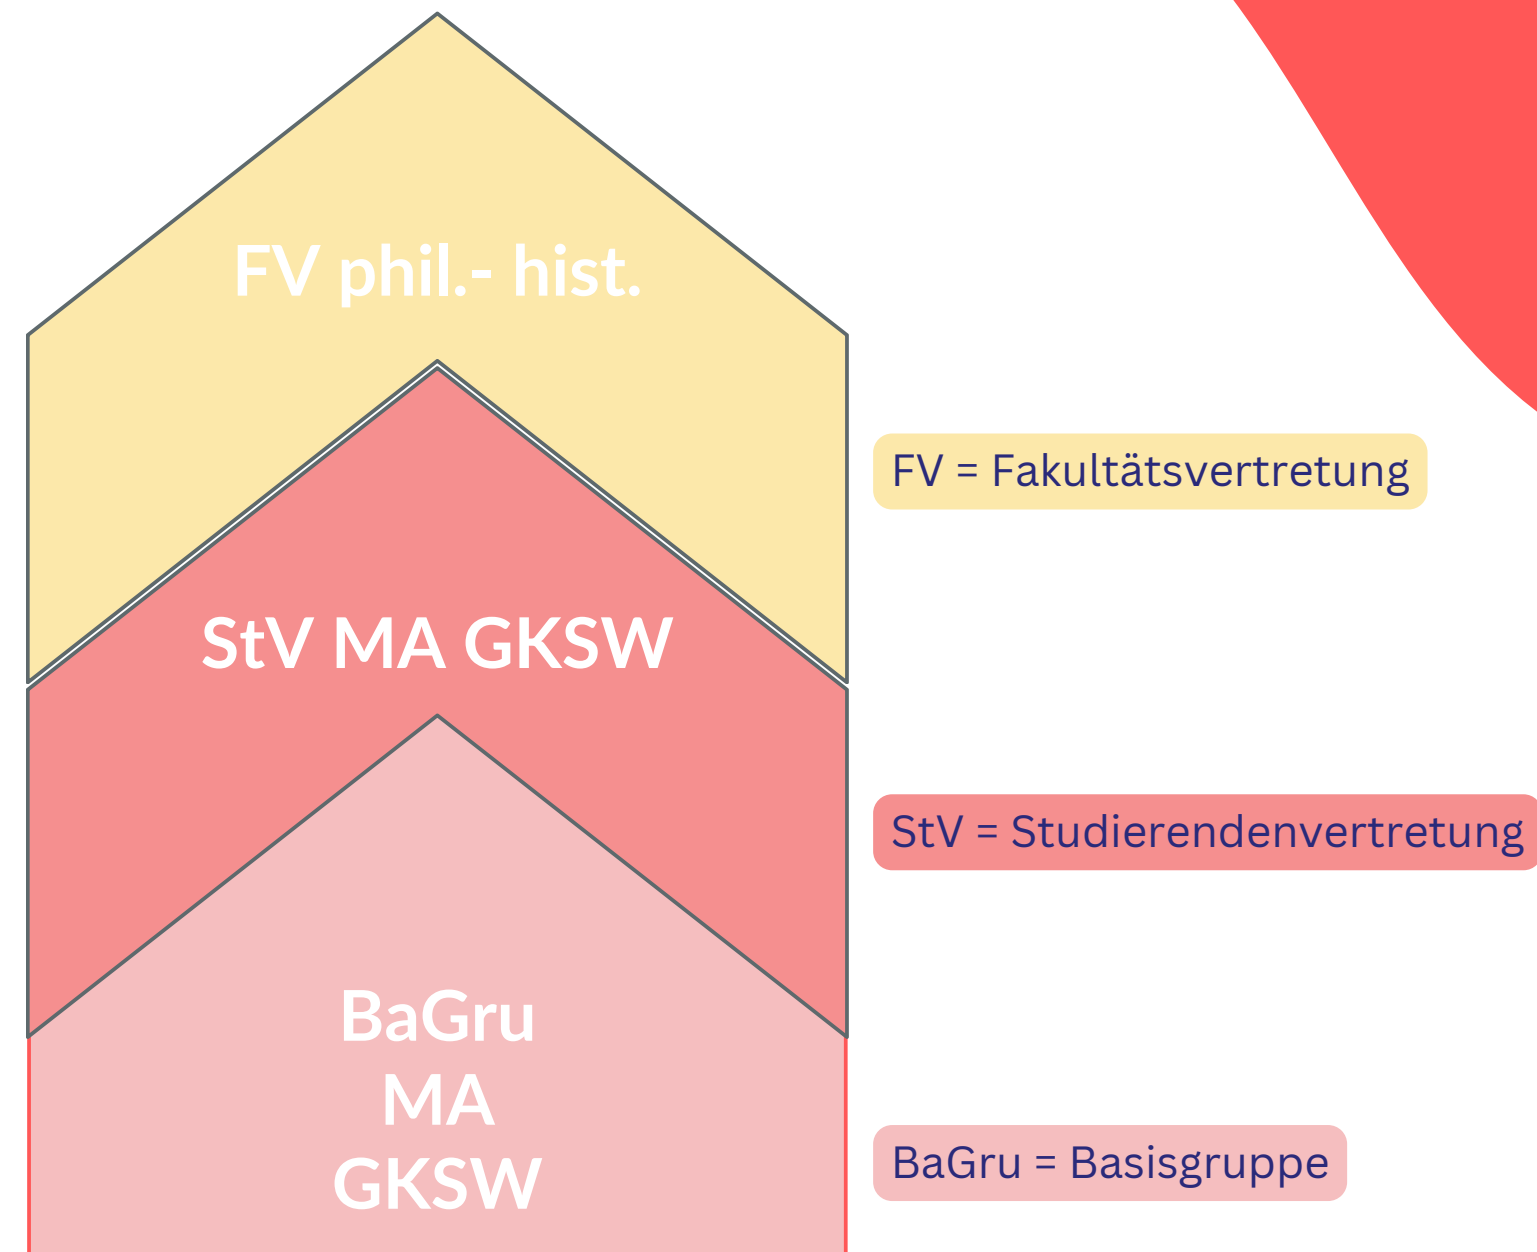 FV phil.- hist.
FV = Fakultätsvertretung
StV MA GKSW
StV = Studierendenvertretung
BaGru
MA
GKSW
BaGru = Basisgruppe